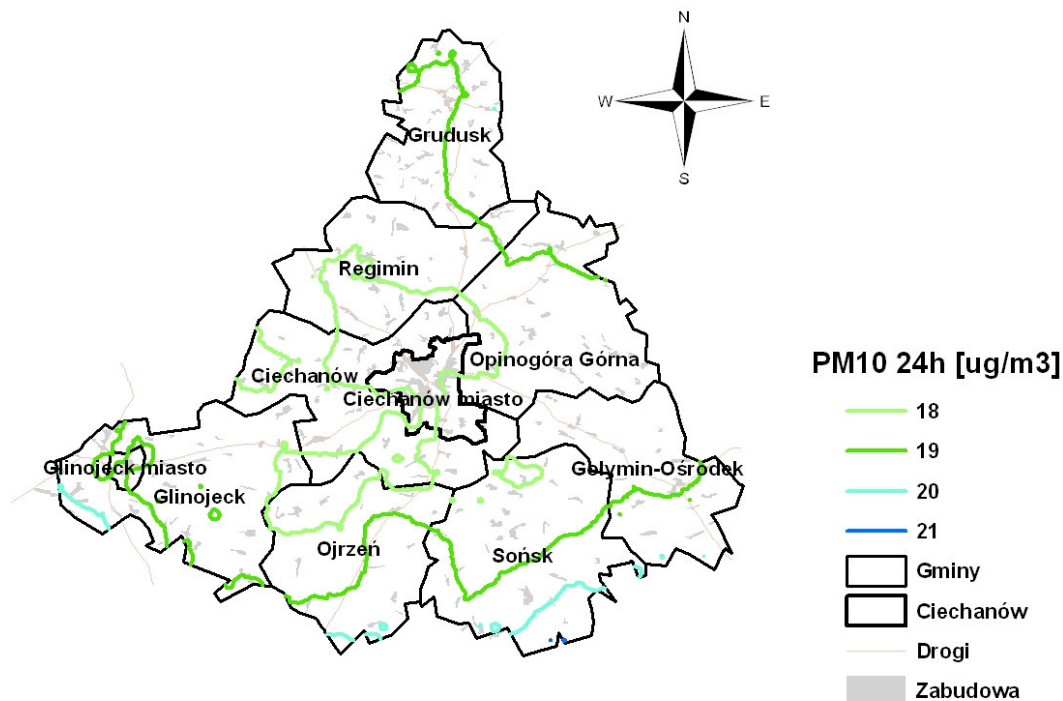 N
W
E
S
Grudusk
Regimin
Opinogóra Górna
Ciechanów
Ciechanów miasto
Glinojeck miasto
Glinojeck
Gołymin-Ośrodek
Ojrzeń
Sońsk
PM10 24h [ug/m3]
18
19
20
21
Gminy
Ciechanów
Drogi
Zabudowa